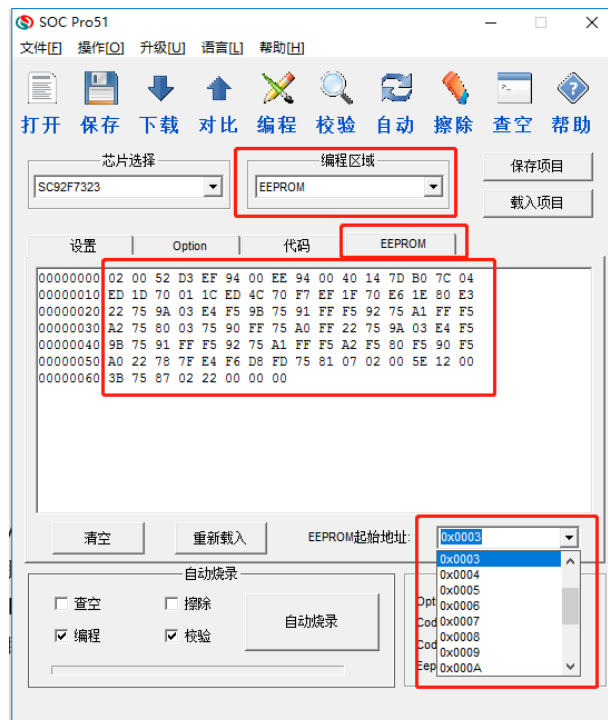 SOC Pro51
文件[F] 操作[O] 升级[U] 语言[L] 帮助[H]
打开 保存 下载 对比 编程 校验 自动 擦除 查空 帮助
芯片选择
SC92F7323
编程区域
EEPROM
保存项目
载入项目
设置 Option 代码 EEPROM
00000000 02 00 52 D3 EF 94 00 EE 94 00 40 14 7D B0 7C 04
00000010 ED 1D 70 01 1C ED 4C 70 F7 EF 1F 70 E6 1E 80 E3
00000020 22 75 9A 03 E4 F5 9B 75 91 FF F5 92 75 A1 FF F5
00000030 A2 75 80 03 75 90 FF 75 A0 FF 22 75 9A 03 E4 F5
00000040 9B 75 91 FF F5 92 75 A1 FF F5 A2 F5 80 F5 90 F5
00000050 A0 22 78 7F E4 F6 D8 FD 75 81 07 02 00 5E 12 00
00000060 3B 75 87 02 22 00 00 00
清空 重新载入 EEPROM起始地址: 0x0003
0x0003
0x0004
0x0005
0x0006
0x0007
0x0008
0x0009
0x000A
自动烧录
查空 擦除
编程 校验
自动烧录
Opt
Cod
Cod
Eep